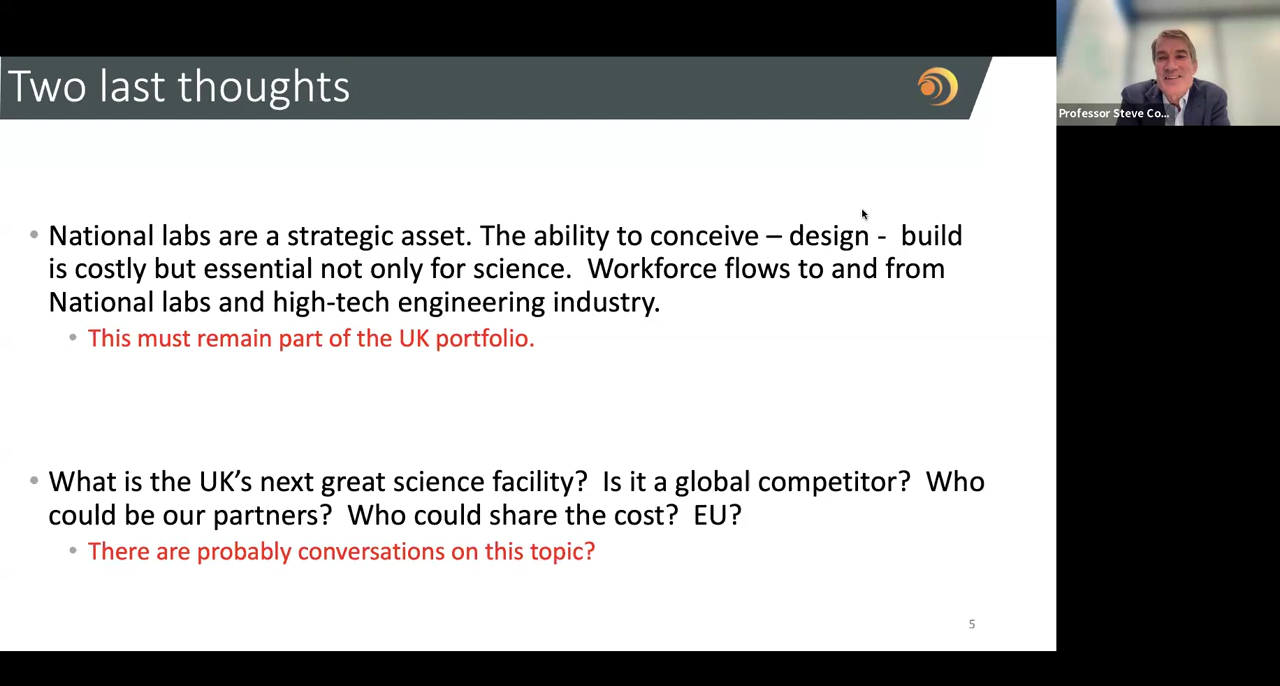 Two last thoughts
Professor Steve Co...
• National labs are a strategic asset. The ability to conceive – design - build
is costly but essential not only for science. Workforce flows to and from
National labs and high-tech engineering industry.
• This must remain part of the UK portfolio.
• What is the UK’s next great science facility? Is it a global competitor? Who
could be our partners? Who could share the cost? EU?
• There are probably conversations on this topic?
5